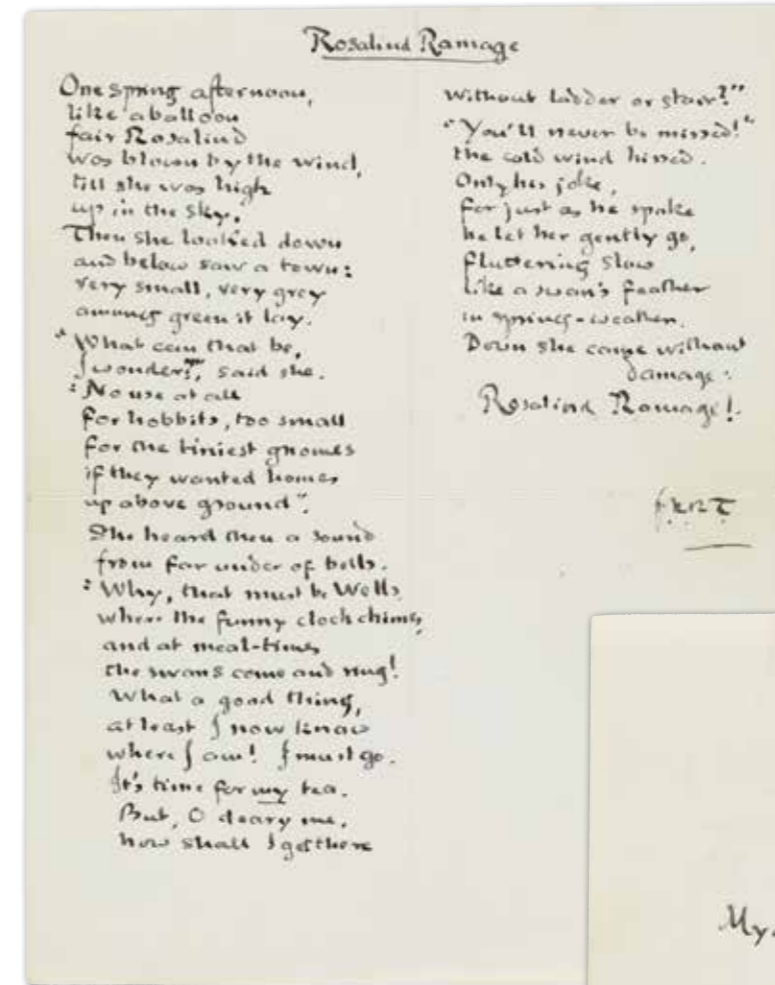 Rosalind Ramage
One spring afternoon,
like a balloon
fair Rosalind
was blown by the wind,
till she was high
up in the sky.
Then she looked down
and below saw a town:
very small, very grey
among green it lay.
"What can that be,
I wonder?", said she.
"No use at all
for hobbits, too small
for the tiniest gnomes
if they wanted homes
up above ground".
She heard then a sound
from far under of bells.
"Why, that must be Wells,
where the funny clock chimes,
and at meal-times
the swans come and ring!
What a good thing,
at least I now know
where I am! I must go.
It's time for my tea.
But, O deary me,
how shall I get there
without ladder or stair?"
"You'll never be missed!"
the cold wind hissed.
Only his joke,
for just as he spake
he let her gently go,
fluttering slow
like a swan's feather
in spring-weather.
Down she came without
damage:
Rosalind Ramage!
J.R.R.T
My